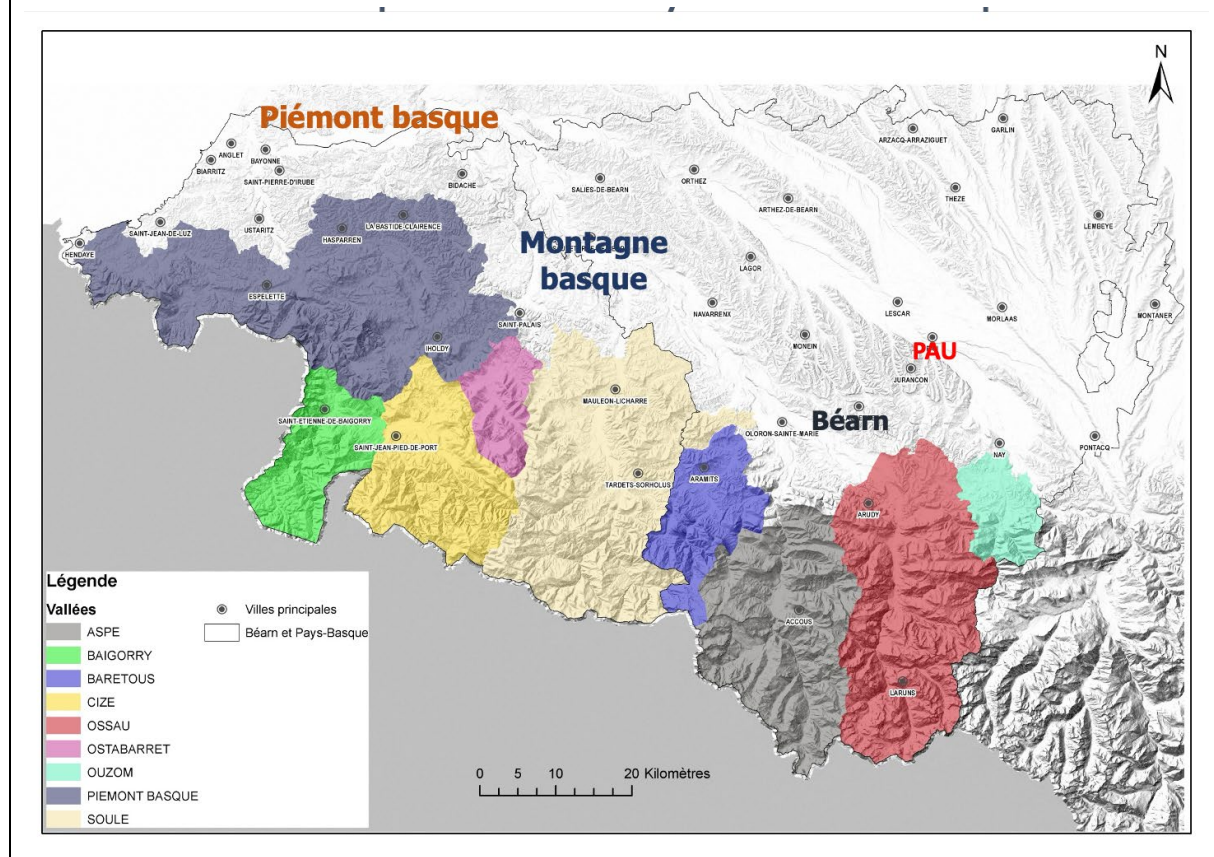 N
Piémont basque
GARLIN
ARZACQ-ARRAZIGUET
ANGLET
BAYONNE
BIARRITZ
SAINT-PIERRE-D'IRUBE
BIDACHE
SALIES-DE-BEARN
ORTHEZ
THEZE
ARTHEZ-DE-BEARN
LEMBEYE
SAINT-JEAN-DE-LUZ
USTARITZ
HASPARREN
LA BASTIDE-CLAIRENCE
HENDAYE
Montagne
basque
LAGOR
ESPELETTE
NAVARRENX
LESCAR
MORLAAS
MONTANER
SAINT-PALAIS
IHOLDY
MONEIN
PAU
JURANCON
MAULEON-LICHARRE
SAINT-ETIENNE-DE-BAIGORRY
Béarn
OLORON-SAINTE-MARIE
SAINT-JEAN-PIED-DE-PORT
NAY
PONTACQ
TARDETS-SORHOLUS
ARAMITS
ARUDY
ACCOUS
LARUNS
Légende
Vallées
Villes principales
Béarn et Pays-Basque
ASPE
BAIGORRY
BARETOUS
CIZE
OSSAU
OSTABARRET
OUZOM
PIEMONT BASQUE
SOULE
0 5 10 20 Kilomètres